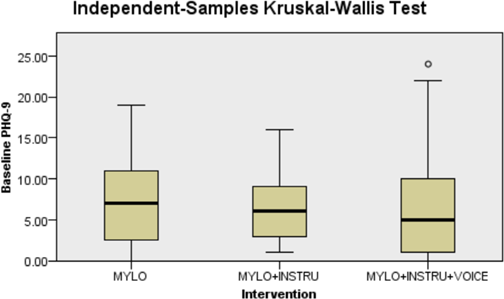 Independent-Samples Kruskal-Wallis Test
25.00
20.00
15.00
10.00
5.00
0.00
Baseline PHQ-9
MYLO MYLO+INSTRU MYLO+INSTRU+VOICE
Intervention